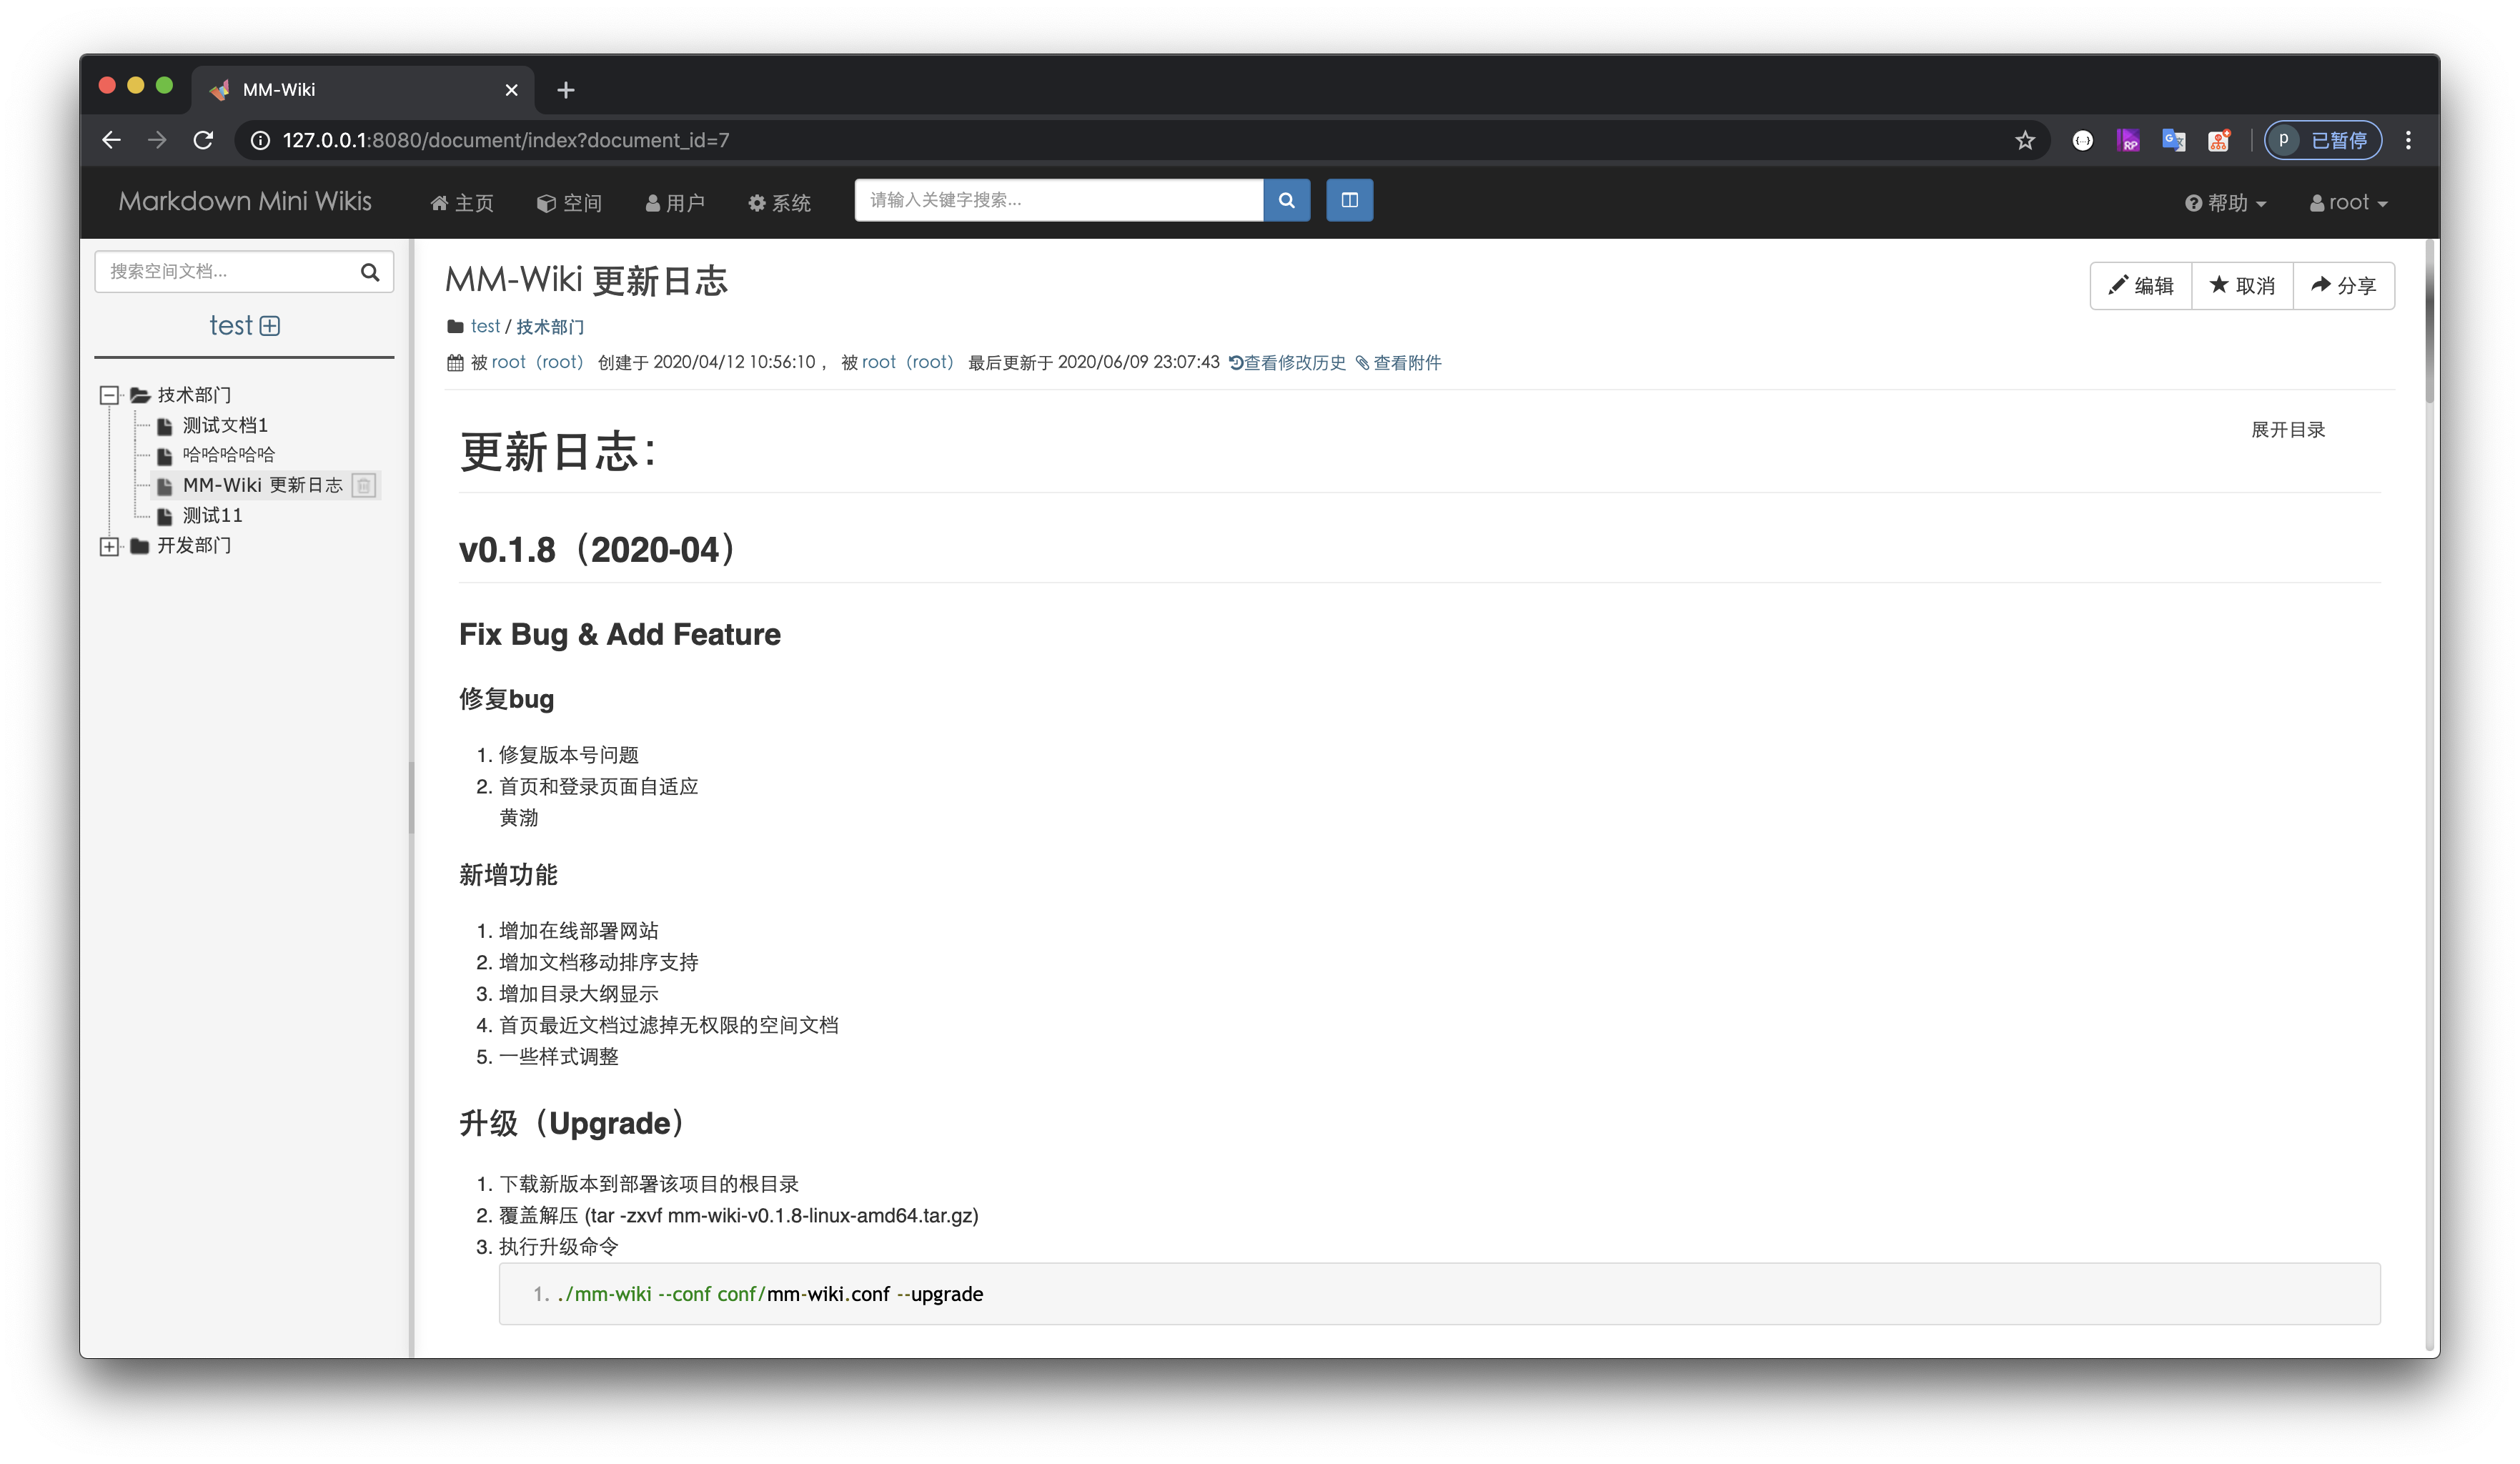 MM-Wiki
127.0.0.1:8080/document/index?document_id=7
RP
G
p 已暂停
Markdown Mini Wikis 主页 空间 用户 系统 请输入关键字搜索... 帮助 root
搜索空间文档...
test
技术部门
测试文档1
哈哈哈哈哈
MM-Wiki 更新日志
测试11
开发部门
MM-Wiki 更新日志
编辑 取消 分享
test / 技术部门
被 root（root） 创建于 2020/04/12 10:56:10 ， 被 root（root） 最后更新于 2020/06/09 23:07:43 查看修改历史 查看附件
展开目录
更新日志：
v0.1.8（2020-04）
Fix Bug & Add Feature
修复bug
1. 修复版本号问题
2. 首页和登录页面自适应
黄渤
新增功能
1. 增加在线部署网站
2. 增加文档移动排序支持
3. 增加目录大纲显示
4. 首页最近文档过滤掉无权限的空间文档
5. 一些样式调整
升级（Upgrade）
1. 下载新版本到部署该项目的根目录
2. 覆盖解压 (tar -zxvf mm-wiki-v0.1.8-linux-amd64.tar.gz)
3. 执行升级命令
1. ./mm-wiki --conf conf/mm-wiki.conf --upgrade